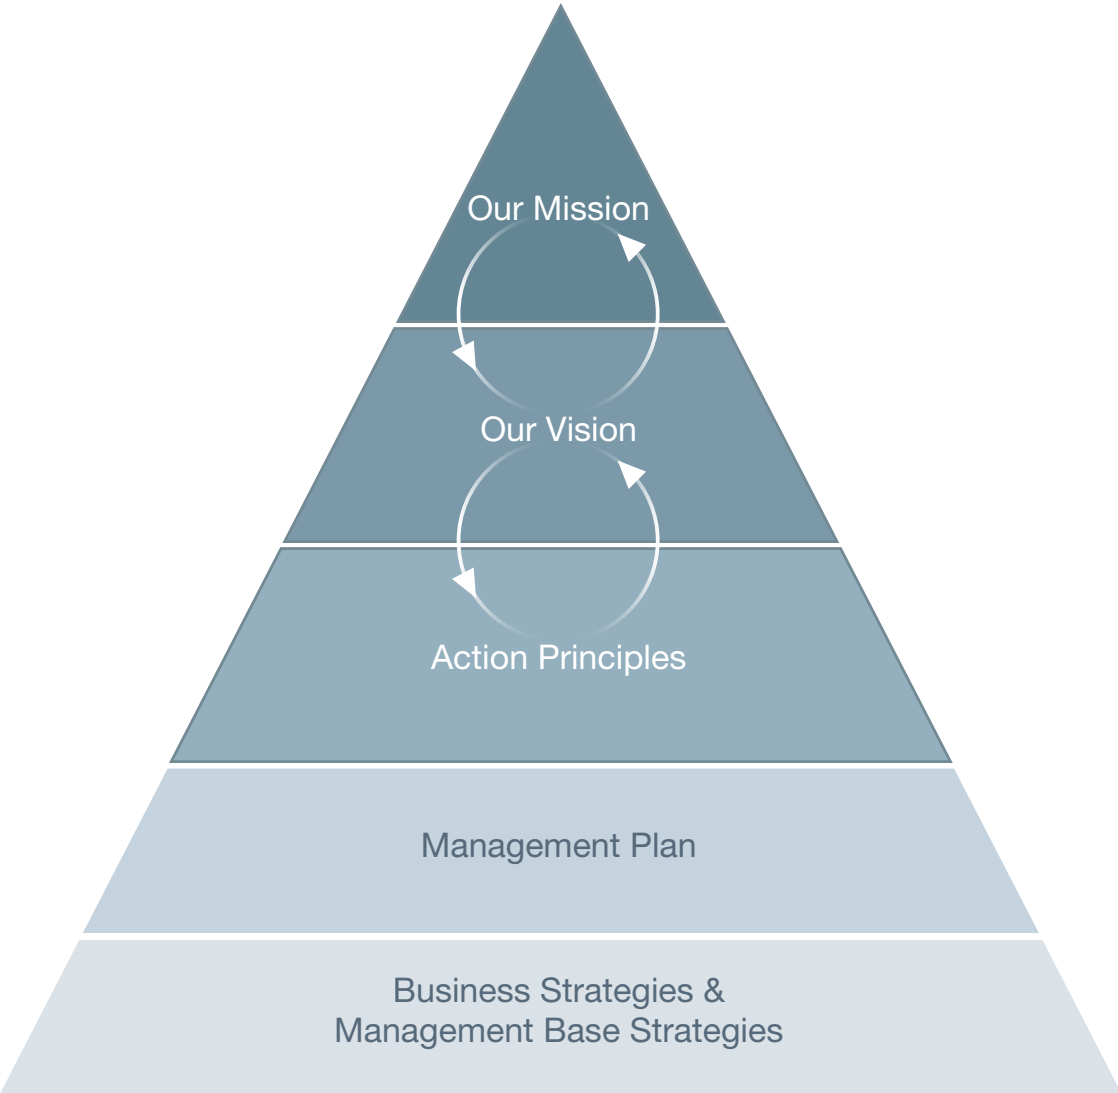 Our Mission
Our Vision
Action Principles
Management Plan
Business Strategies &
Management Base Strategies